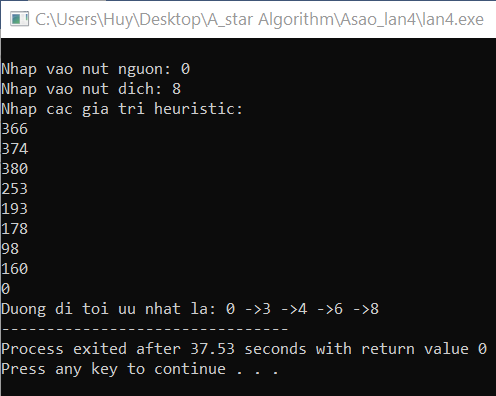 C:\Users\Huy\Desktop\A_star Algorithm\Asao_lan4\lan4.exe
Nhap vao nut nguon: 0
Nhap vao nut dich: 8
Nhap cac gia tri heuristic:
366
374
380
253
193
178
98
160
0
Duong di toi uu nhat la: 0 ->3 ->4 ->6 ->8
--------------------------------
Process exited after 37.53 seconds with return value 0
Press any key to continue . . .